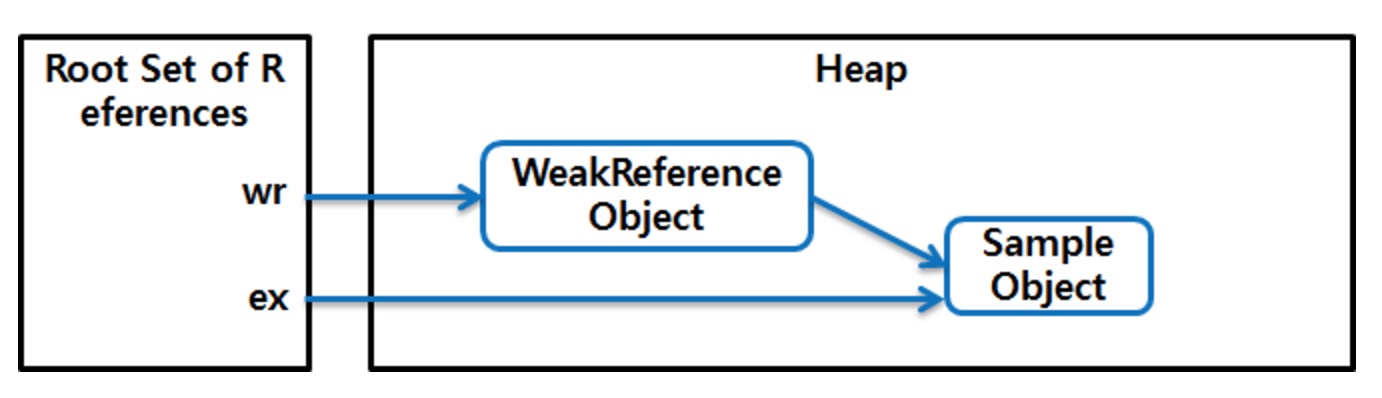 Root Set of R
eferences
Heap
wr
WeakReference
Object
Sample
Object
ex